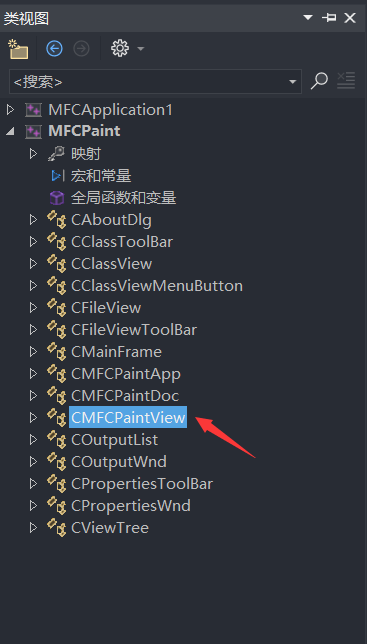 类视图
<搜索>
MFCApplication1
MFCPaint
映射
宏和常量
全局函数和变量
CAboutDlg
CClassToolBar
CClassView
CClassViewMenuButton
CFileView
CFileViewToolBar
CMainFrame
CMFCPaintApp
CMFCPaintDoc
CMFCPaintView
COutputList
COutputWnd
CPropertiesToolBar
CPropertiesWnd
CViewTree